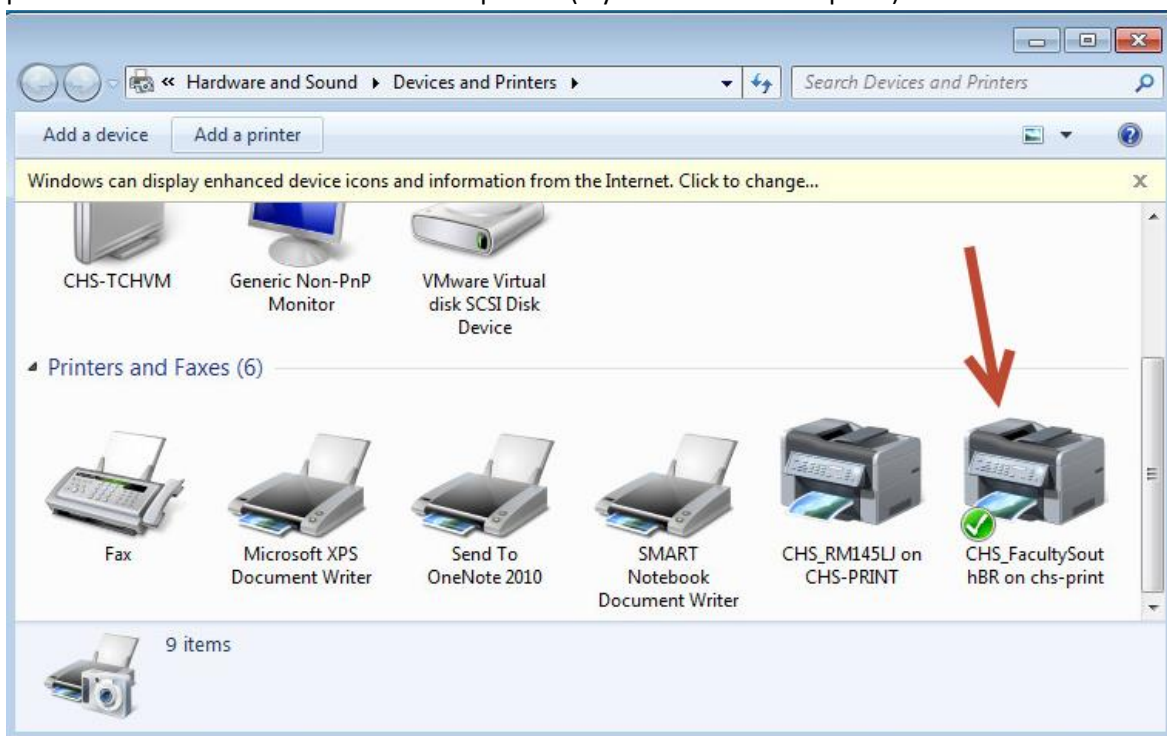 « Hardware and Sound ▸ Devices and Printers ▸
Search Devices and Printers
Add a device
Add a printer
Windows can display enhanced device icons and information from the Internet. Click to change...
CHS-TCHVM
Generic Non-PnP
Monitor
VMware Virtual
disk SCSI Disk
Device
Printers and Faxes (6)
Fax
Microsoft XPS
Document Writer
Send To
OneNote 2010
SMART
Notebook
Document Writer
CHS_RM145LJ on
CHS-PRINT
CHS_FacultySout
hBR on chs-print
9 items